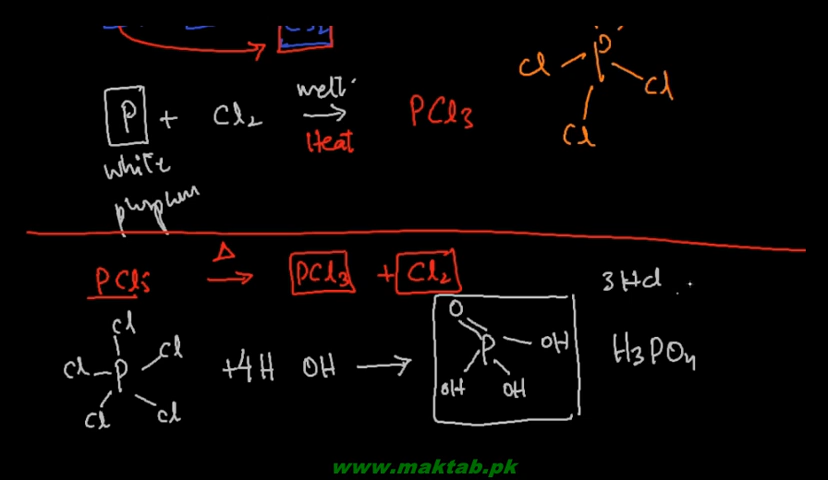 Cl2
P + Cl2 melt. → PCl3
Heat
white
P
Cl Cl
Cl
PCl5 Δ → PCl3 + Cl2
3HCl ..
Cl
Cl P Cl
Cl Cl
+4H OH →
O
P OH
OH OH
H3PO4
www.maktab.pk